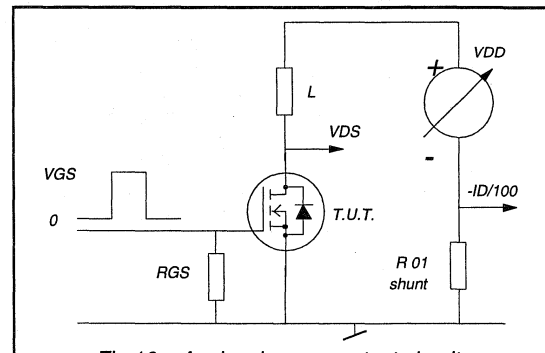 VDD
+
L
VDS
-
VGS
-ID/100
0
T.U.T.
RGS
R 01
shunt